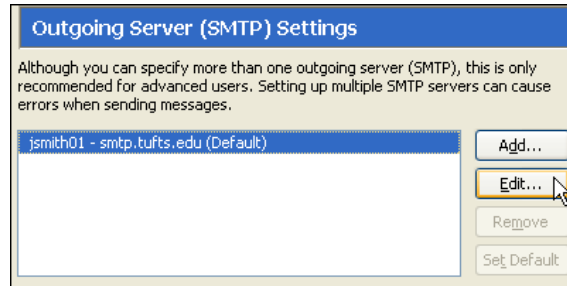 Outgoing Server (SMTP) Settings
Although you can specify more than one outgoing server (SMTP), this is only
recommended for advanced users. Setting up multiple SMTP servers can cause
errors when sending messages.
jsmith01 - smtp.tufts.edu (Default)
Add...
Edit...
Remove
Set Default